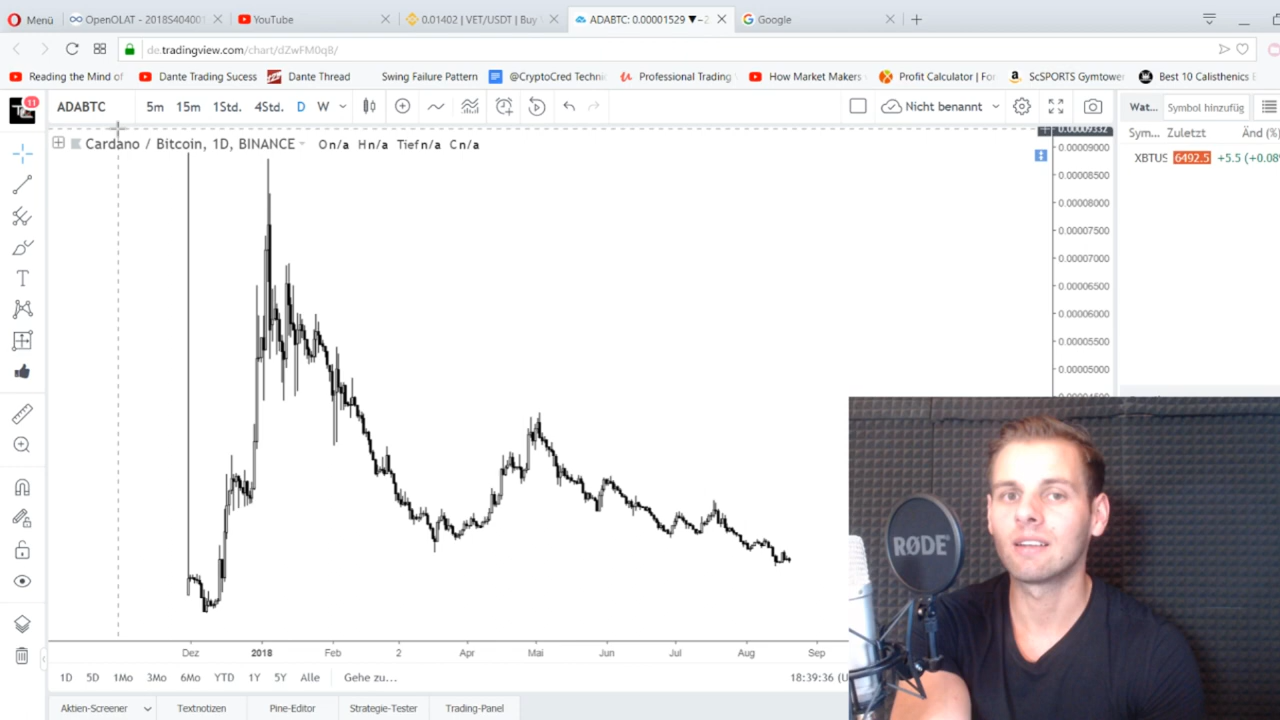 Menü
OpenOLAT - 2018S404001
YouTube
0.01402 | VET/USDT | Buy
ADABTC: 0.00001529 ▼−2
Google
de.tradingview.com/chart/dZwFM0qB/
Reading the Mind of
Dante Trading Sucess
Dante Thread
Swing Failure Pattern
@CryptoCred Techni
Professional Trading
How Market Makers
Profit Calculator | For
ScSPORTS Gymtower
Best 10 Calisthenics E
11
ADABTC
5m
15m
1Std.
4Std.
D
W
Nicht benannt
Wat...
Symbol hinzufüg
Sym...
Zuletzt
Änd (%)
XBTUS
6492.5
+5.5 (+0.08
Cardano / Bitcoin, 1D, BINANCE
O n/a
H n/a
Tief n/a
C n/a
0.00009332
0.00009000
0.00008500
0.00008000
0.00007500
0.00007000
0.00006500
0.00006000
0.00005500
0.00005000
RØDE
Dez
2018
Feb
2
Apr
Mai
Jun
Jul
Aug
Sep
1D
5D
1Mo
3Mo
6Mo
YTD
1Y
5Y
Alle
Gehe zu...
18:39:36 (U
Aktien-Screener
Textnotizen
Pine-Editor
Strategie-Tester
Trading-Panel